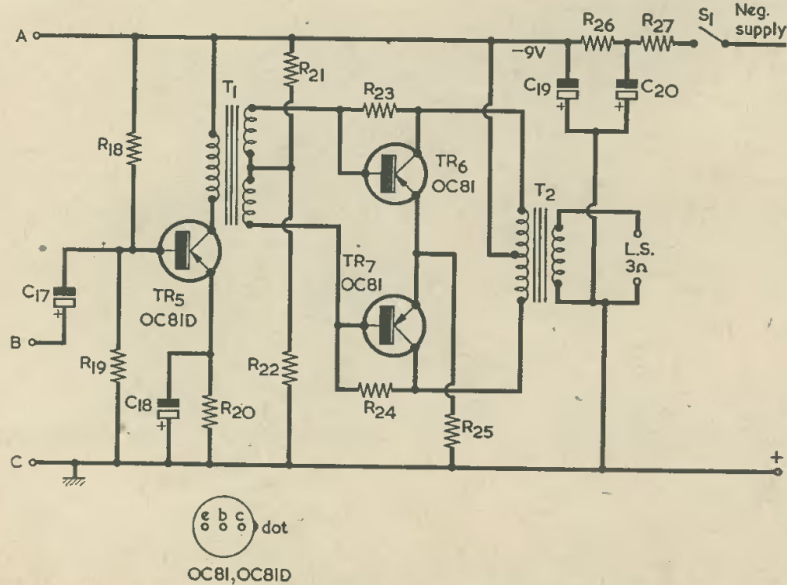 A
R18
T1
R21
R23
-9V
C19
R26
C20
R27
S1
Neg. supply
TR6
OC81
T2
L.S.
3Ω
C17
+
TR5
OC81D
TR7
OC81
B
R19
C18
+
R20
R22
R24
R25
+
+
C
+
e b c dot
OC81, OC81D